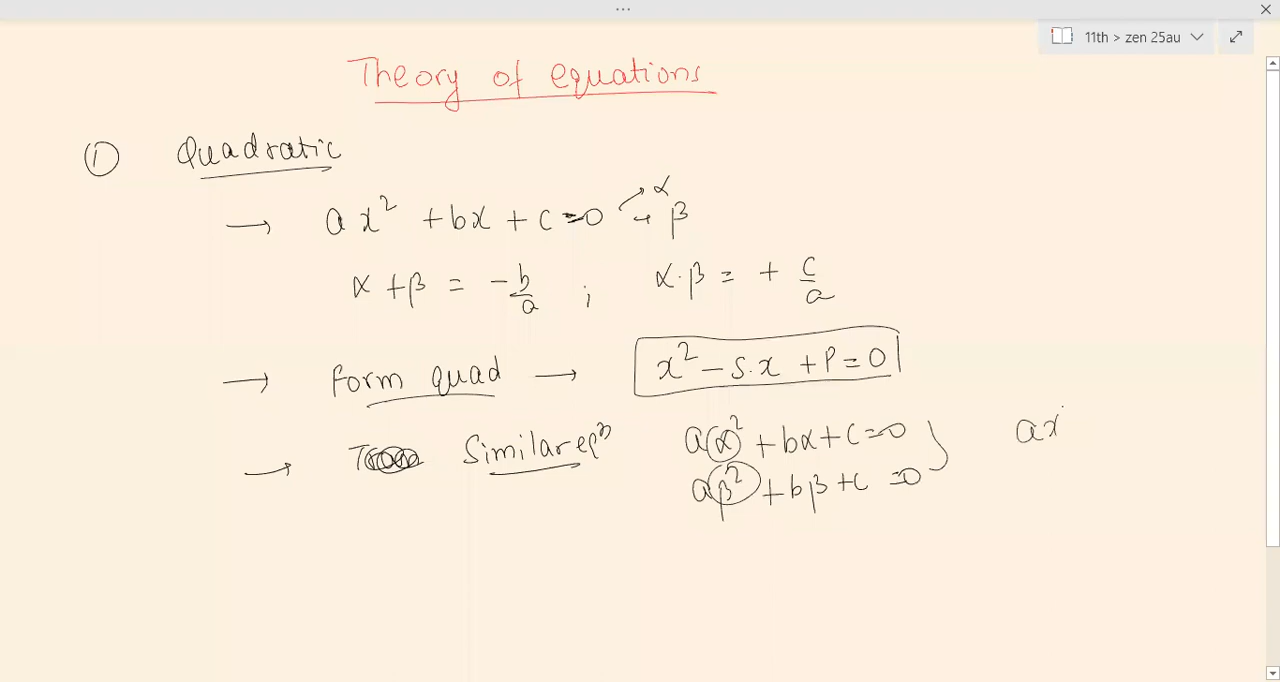 11th > zen 25au
Theory of equations
① Quadratic
→ ax² + bx + c = 0 → α → β
α + β = -b/a ; α·β = + c/a
→ Form quad → x² - S.x + P = 0
→ Similar eqⁿ aα² + bα + c = 0 } ax
aβ² + bβ + c = 0